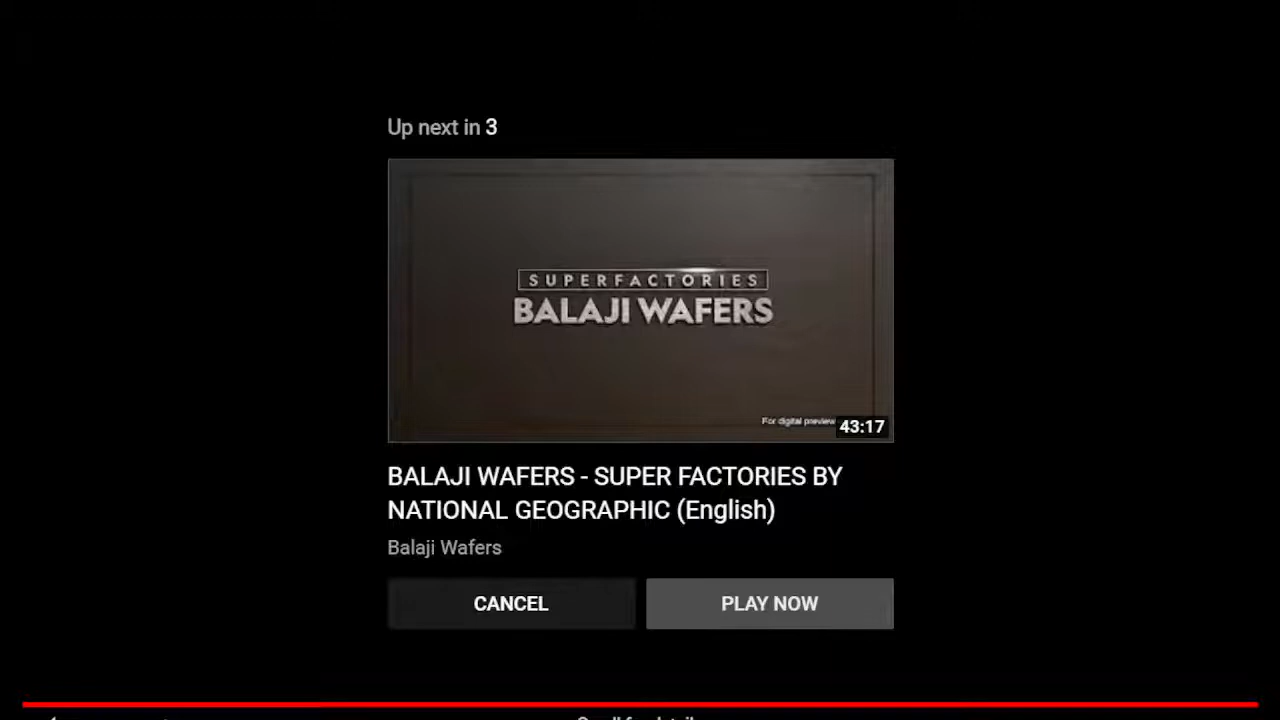 Up next in 3
SUPERFACTORIES
BALAJI WAFERS
For digital preview
43:17
BALAJI WAFERS - SUPER FACTORIES BY
NATIONAL GEOGRAPHIC (English)
Balaji Wafers
CANCEL
PLAY NOW